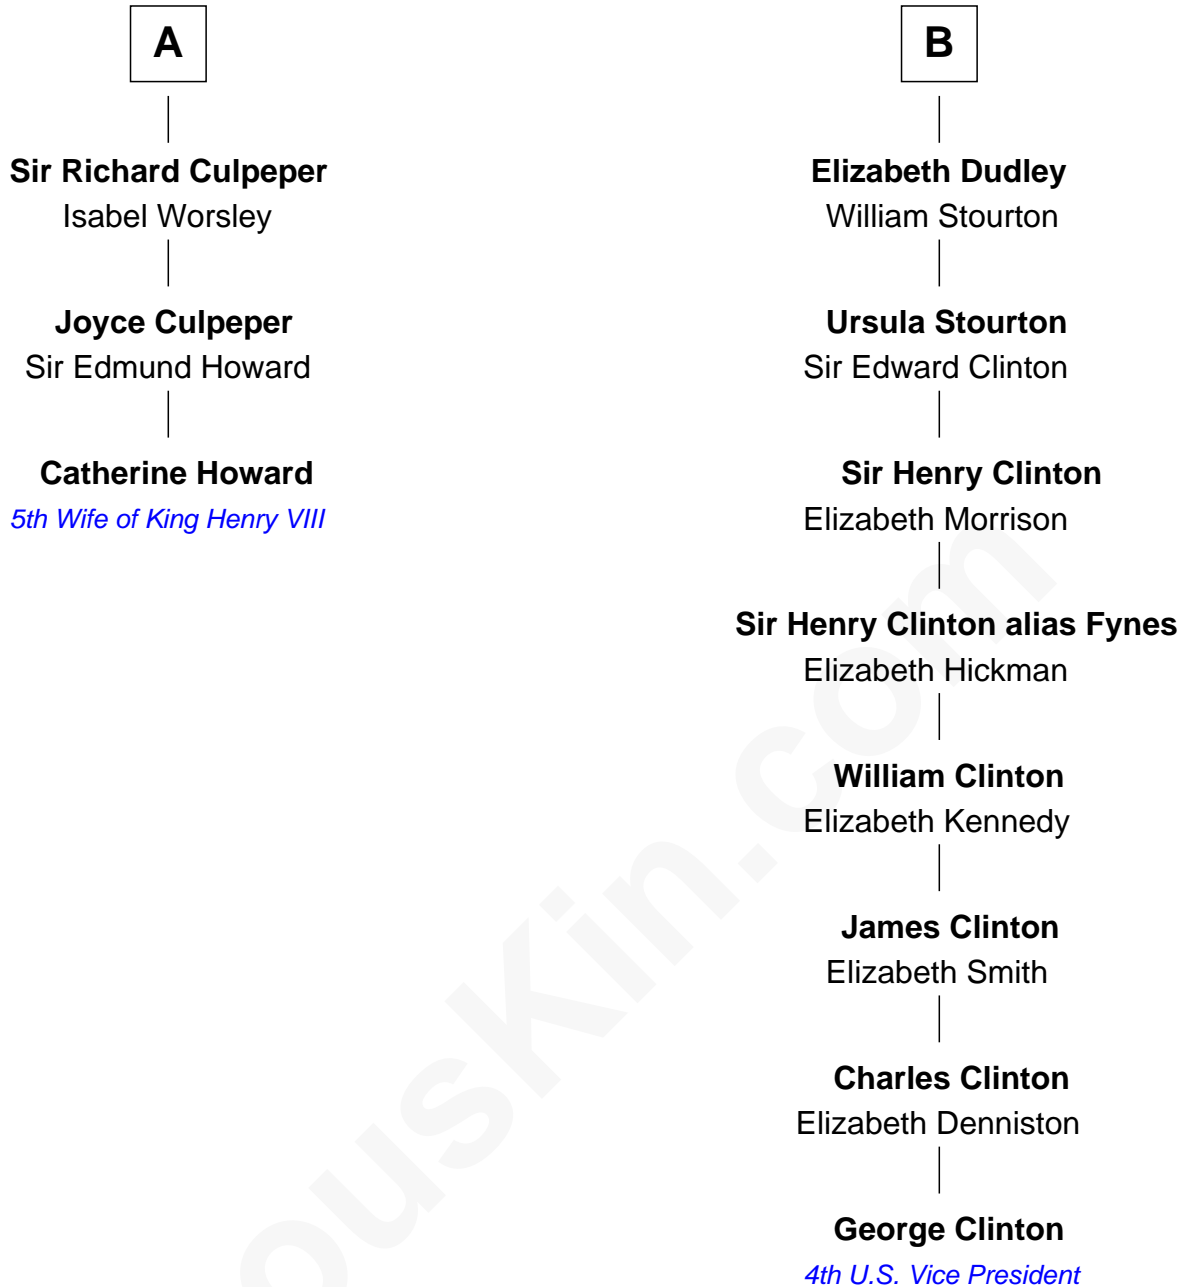 A
Sir Richard Culpeper
Isabel Worsley
Joyce Culpeper
Sir Edmund Howard
Catherine Howard
5th Wife of King Henry VIII
B
Elizabeth Dudley
William Stourton
Ursula Stourton
Sir Edward Clinton
Sir Henry Clinton
Elizabeth Morrison
Sir Henry Clinton alias Fynes
Elizabeth Hickman
William Clinton
Elizabeth Kennedy
James Clinton
Elizabeth Smith
Charles Clinton
Elizabeth Denniston
George Clinton
4th U.S. Vice President
ousKin.com